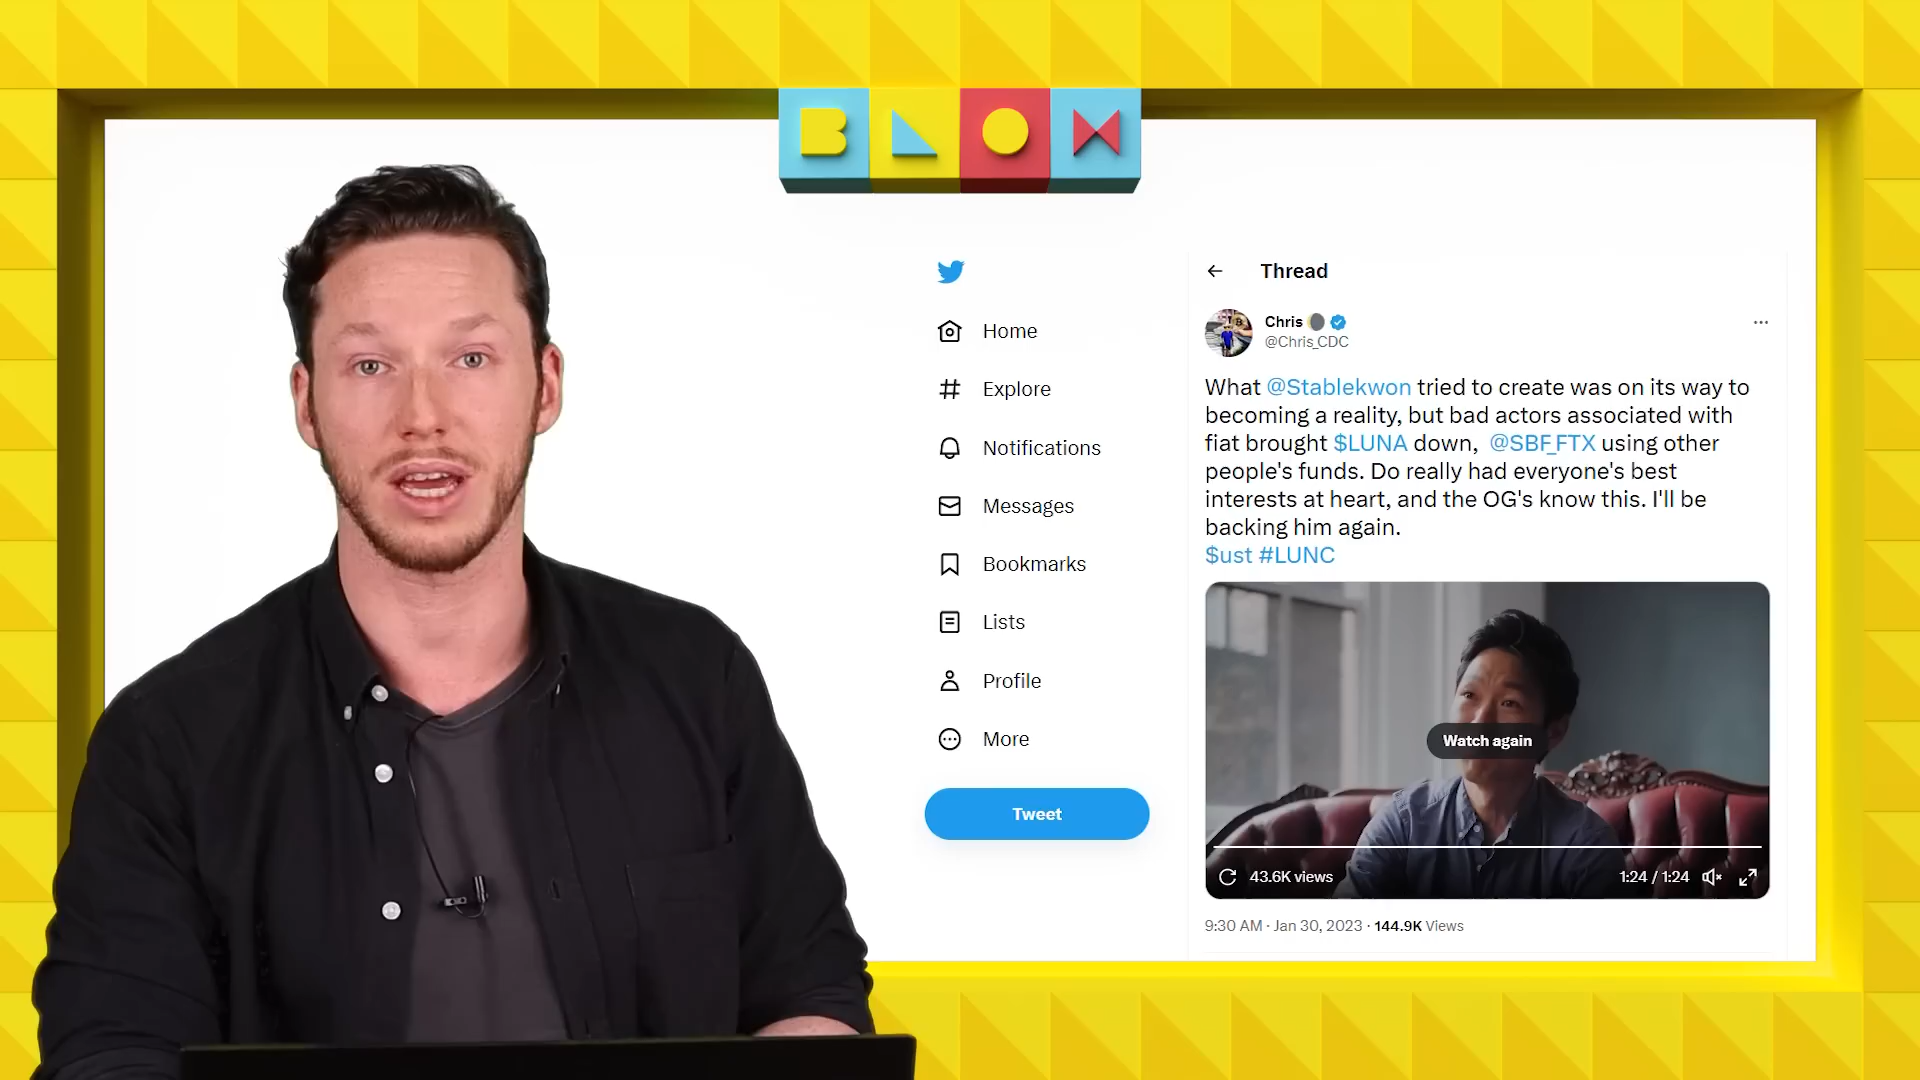 BLOX
Home
Explore
Notifications
Messages
Bookmarks
Lists
Profile
More
Tweet
Thread
Chris
@Chris_CDC
What @Stablekwon tried to create was on its way to
becoming a reality, but bad actors associated with
fiat brought $LUNA down, @SBF_FTX using other
people's funds. Do really had everyone's best
interests at heart, and the OG's know this. I'll be
backing him again.
$ust #LUNC
Watch again
43.6K views
1:24 / 1:24
9:30 AM · Jan 30, 2023 · 144.9K Views